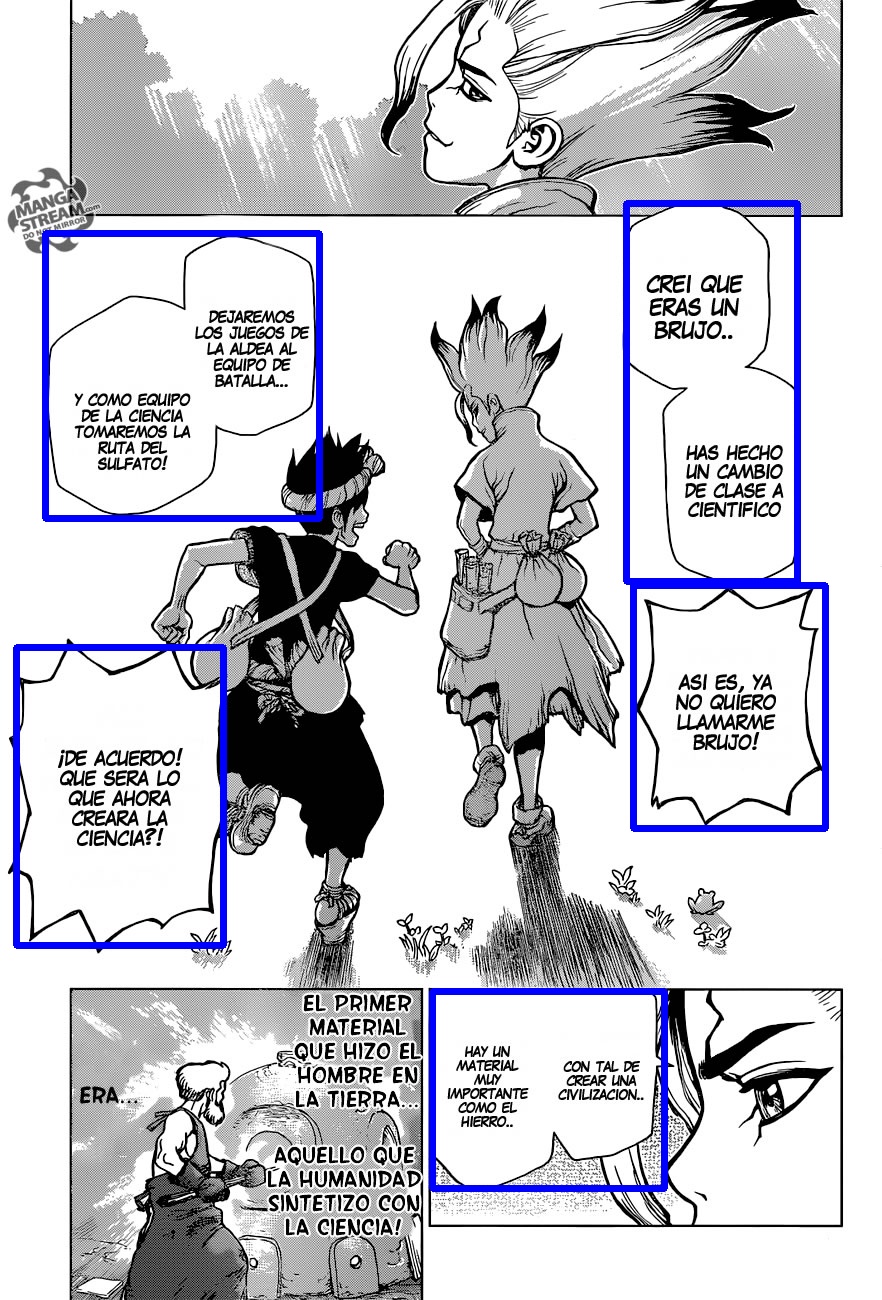 MANGA
STREAM.com
DO NOT MIRROR
CREI QUE
ERAS UN
BRUJO..
HAS HECHO
UN CAMBIO
DE CLASE A
CIENTIFICO
DEJAREMOS
LOS JUEGOS DE
LA ALDEA AL
EQUIPO DE
BATALLA...
Y COMO EQUIPO
DE LA CIENCIA
TOMAREMOS LA
RUTA DEL
SULFATO!
ASI ES, YA
NO QUIERO
LLAMARME
BRUJO!
¡DE ACUERDO!
QUE SERA LO
QUE AHORA
CREARA LA
CIENCIA?!
CON TAL DE
CREAR UNA
CIVILIZACION..
HAY UN
MATERIAL
MUY
IMPORTANTE
COMO EL
HIERRO..
EL PRIMER
MATERIAL
QUE HIZO EL
HOMBRE EN
LA TIERRA...
AQUELLO QUE
LA HUMANIDAD
SINTETIZO CON
LA CIENCIA!
ERA...